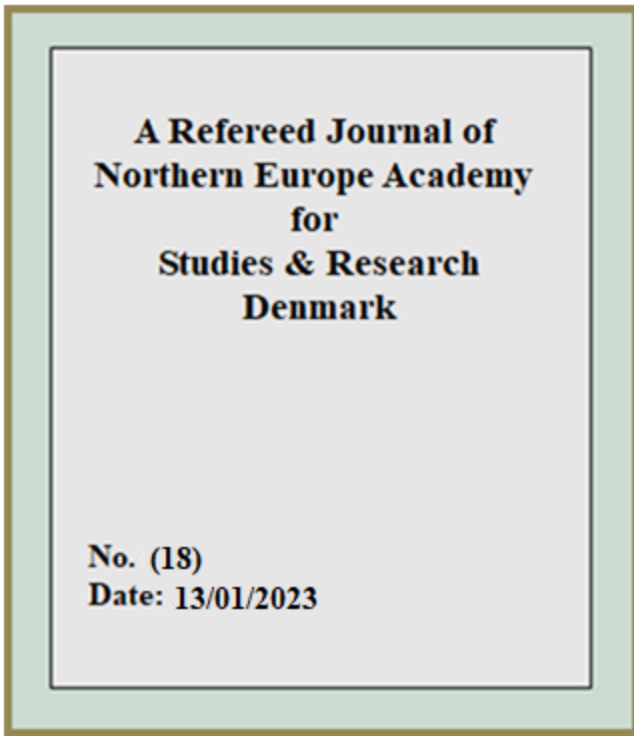 A Refereed Journal of
Northern Europe Academy
for
Studies & Research
Denmark
No. (18)
Date: 13/01/2023